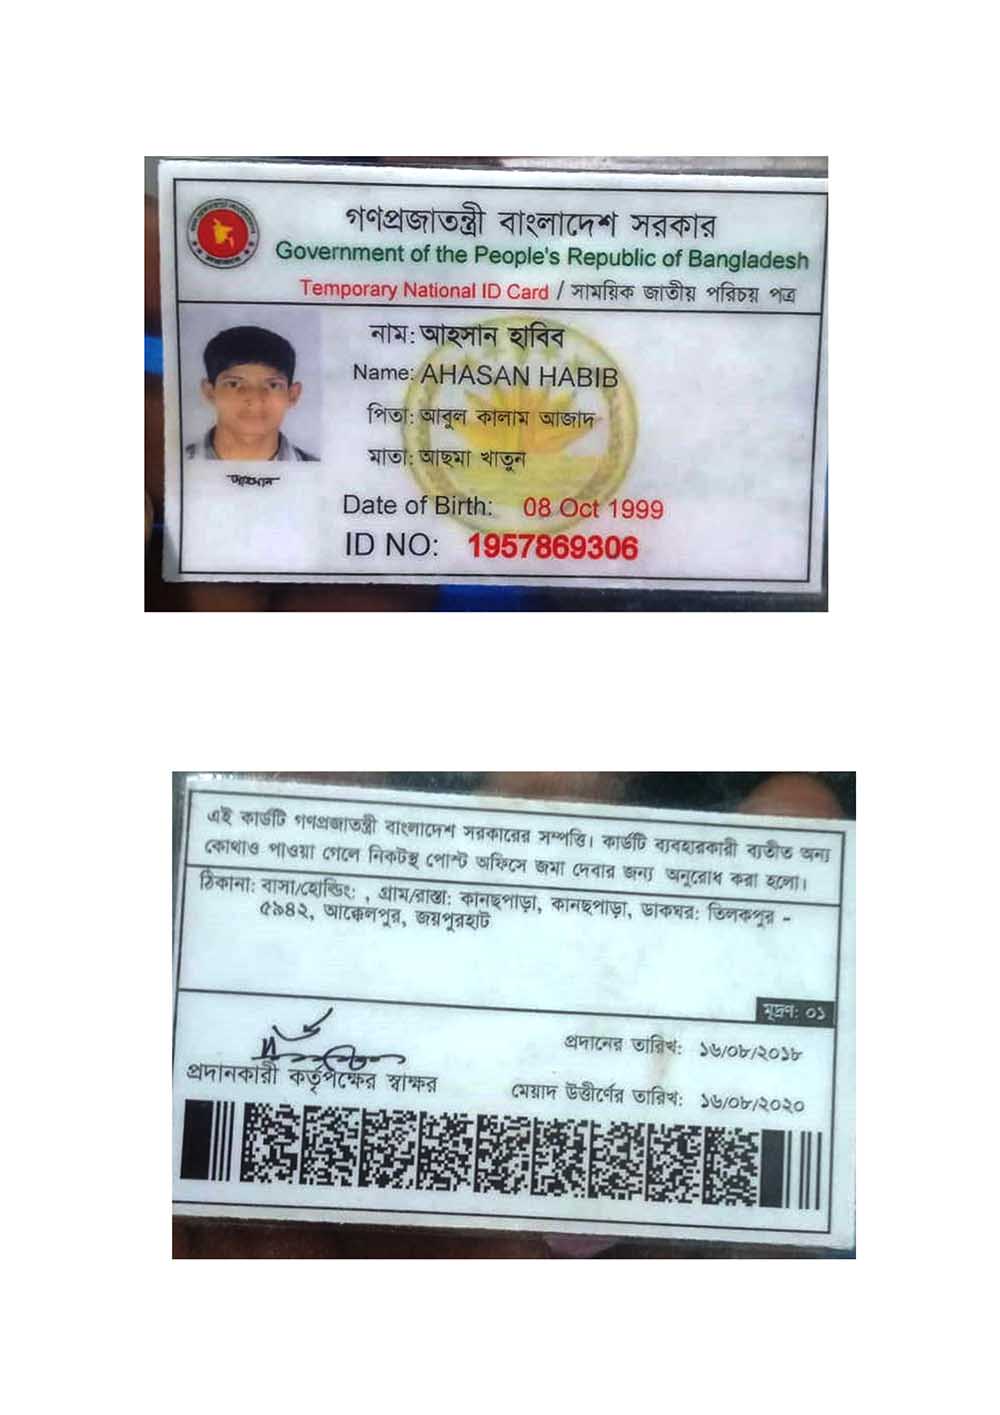 গণপ্রজাতন্ত্রী বাংলাদেশ সরকার
Government of the People's Republic of Bangladesh
Temporary National ID Card / সাময়িক জাতীয় পরিচয় পত্র
নাম: আহসান হাবিব
Name: AHASAN HABIB
পিতা: আবুল কালাম আজাদ
মাতা: আছমা খাতুন
আহসান
Date of Birth: 08 Oct 1999
ID NO: 1957869306
এই কার্ডটি গণপ্রজাতন্ত্রী বাংলাদেশ সরকারের সম্পত্তি। কার্ডটি ব্যবহারকারী ব্যতীত অন্য
কোথাও পাওয়া গেলে নিকটস্থ পোস্ট অফিসে জমা দেবার জন্য অনুরোধ করা হলো।
ঠিকানা: বাসা/হোল্ডিং: , গ্রাম/রাস্তা: কানছপাড়া, কানছপাড়া, ডাকঘর: তিলকপুর -
৫৯৪২, আক্কেলপুর, জয়পুরহাট
মূদ্রণ: ০১
প্রদানের তারিখ: ১৬/০৮/২০১৮
প্রদানকারী কর্তৃপক্ষের স্বাক্ষর
মেয়াদ উত্তীর্ণের তারিখ: ১৬/০৮/২০২০